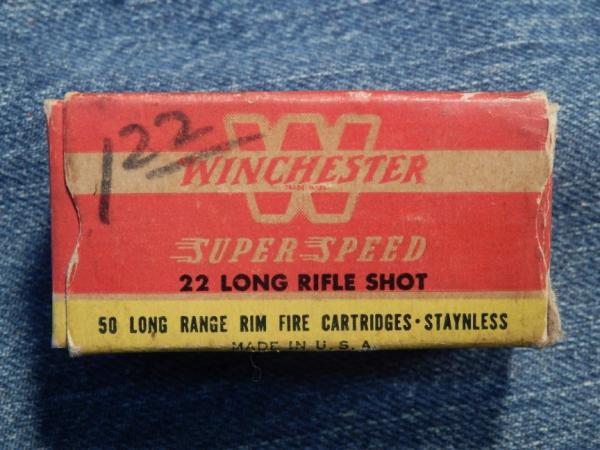 122
W
WINCHESTER
TRADE MARK
SUPER SPEED
22 LONG RIFLE SHOT
50 LONG RANGE RIM FIRE CARTRIDGES·STAYNLESS
MADE IN U.S.A.